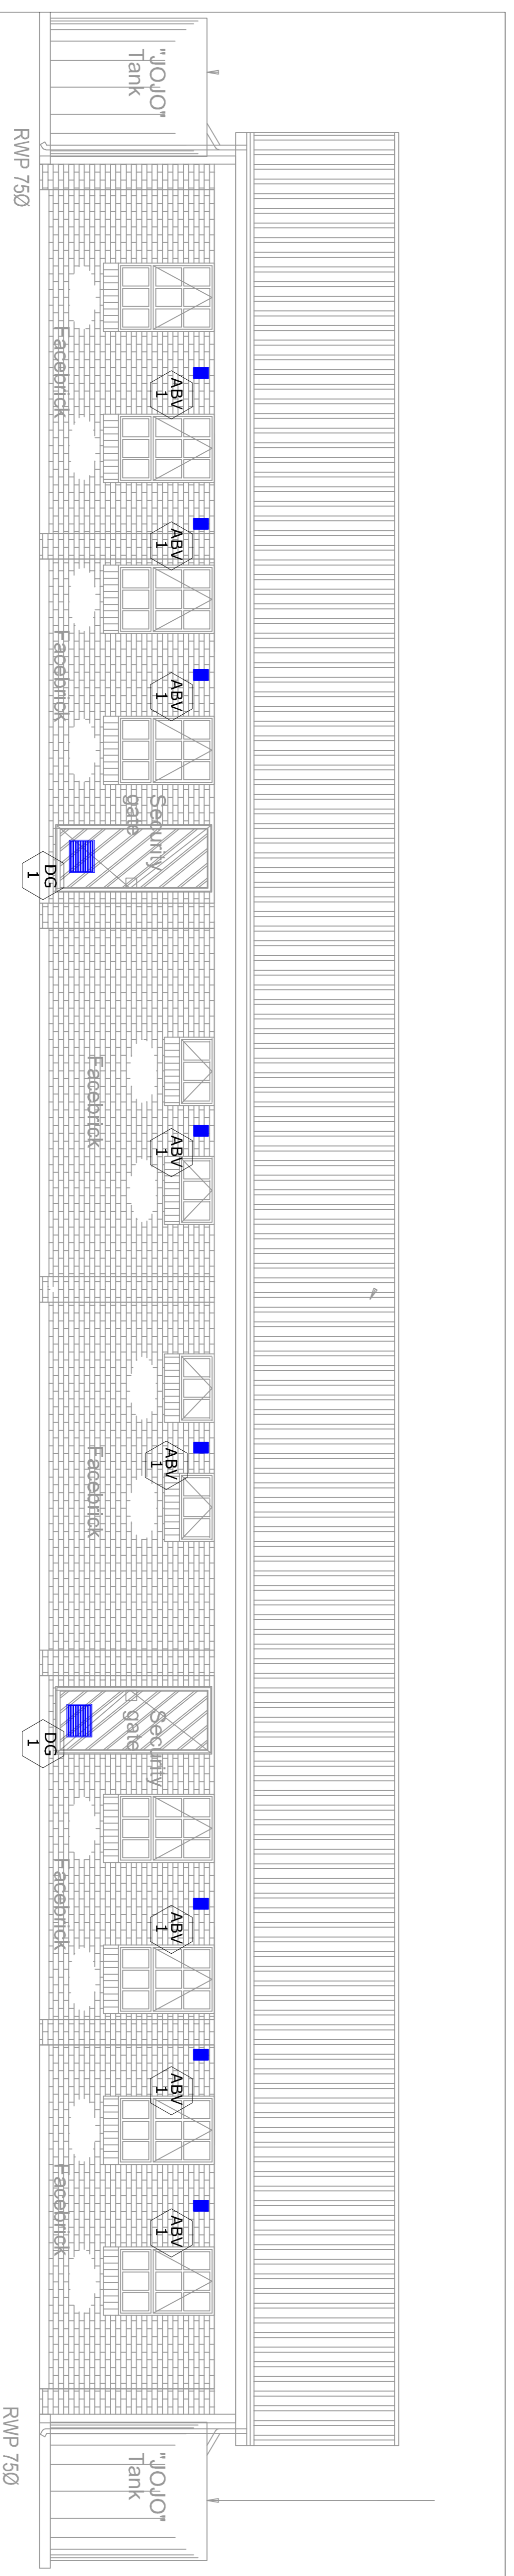 "JOJO"
Tank
RWP 75Ø
Facebrick
ABV
1
ABV
1
Facebrick
ABV
1
Security
gate
DG
1
Facebrick
ABV
1
Facebrick
ABV
1
Security
gate
DG
1
Facebrick
ABV
1
ABV
1
Facebrick
ABV
1
"JOJO"
Tank
RWP 75Ø